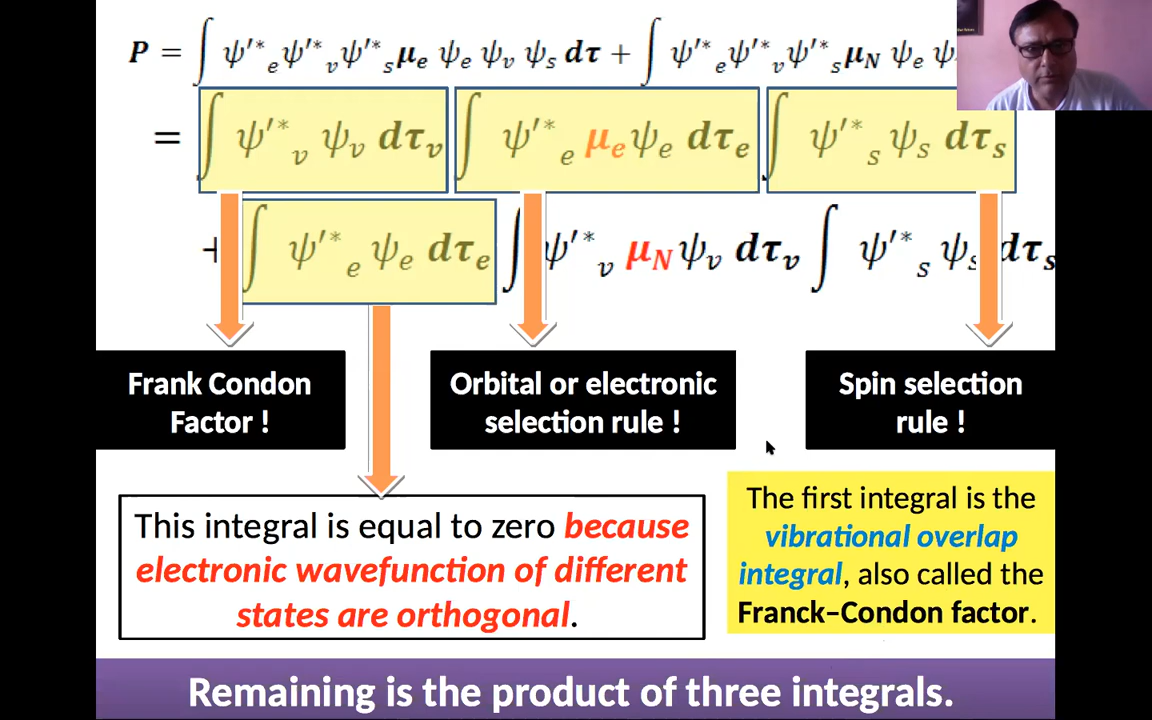 P = ∫ ψ′*ₑ ψ′*ᵥ ψ′*ₛ μₑ ψₑ ψᵥ ψₛ dτ + ∫ ψ′*ₑ ψ′*ᵥ ψ′*ₛ μ_N ψₑ
= ∫ ψ′*ᵥ ψᵥ dτᵥ ∫ ψ′*ₑ μₑ ψₑ dτₑ ∫ ψ′*ₛ ψₛ dτₛ
+ ∫ ψ′*ₑ ψₑ dτₑ ∫ ψ′*ᵥ μ_N ψᵥ dτᵥ ∫ ψ′*ₛ ψₛ dτₛ
Frank Condon
Factor !
Orbital or electronic
selection rule !
Spin selection
rule !
This integral is equal to zero because
electronic wavefunction of different
states are orthogonal.
The first integral is the
vibrational overlap
integral, also called the
Franck–Condon factor.
Remaining is the product of three integrals.